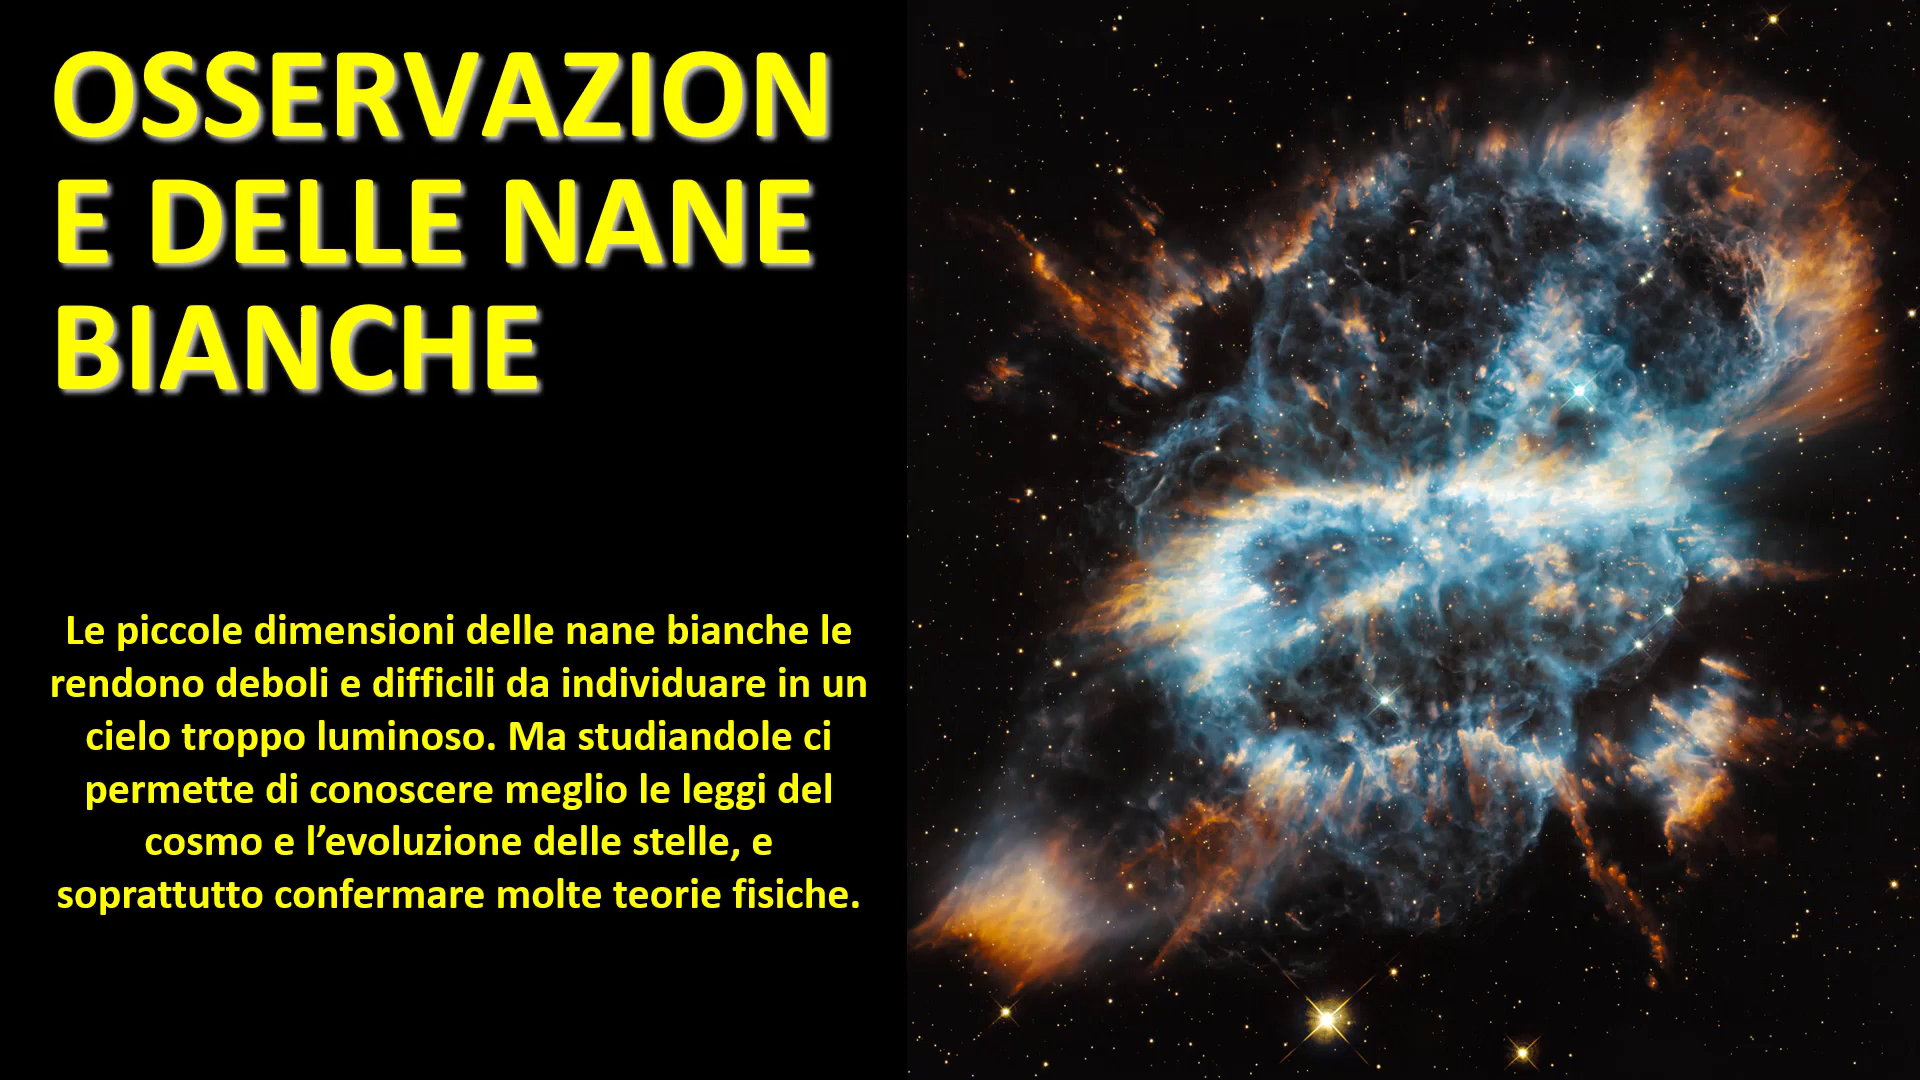 OSSERVAZION
E DELLE NANE
BIANCHE
Le piccole dimensioni delle nane bianche le
rendono deboli e difficili da individuare in un
cielo troppo luminoso. Ma studiandole ci
permette di conoscere meglio le leggi del
cosmo e l’evoluzione delle stelle, e
soprattutto confermare molte teorie fisiche.